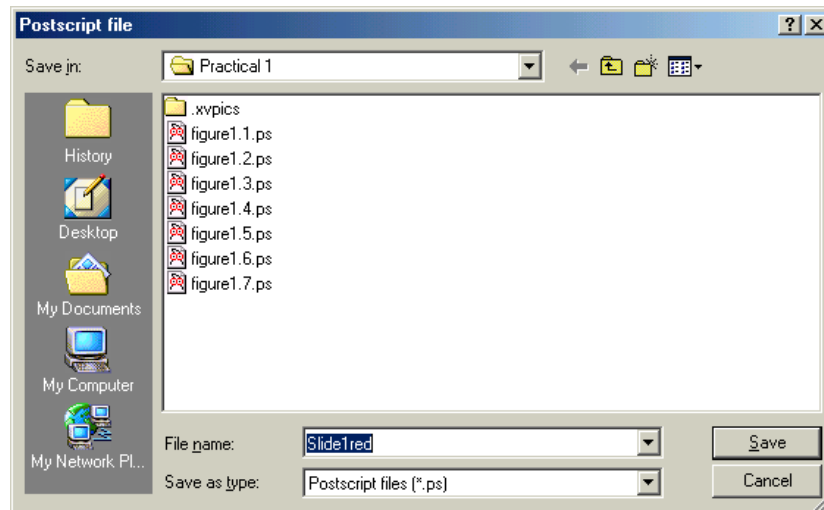 Postscript file
Save in:
Practical 1
.xvpics
figure1.1.ps
figure1.2.ps
figure1.3.ps
figure1.4.ps
figure1.5.ps
figure1.6.ps
figure1.7.ps
History
Desktop
My Documents
My Computer
My Network Pl...
File name:
Slide1red
Save
Save as type:
Postscript files (*.ps)
Cancel